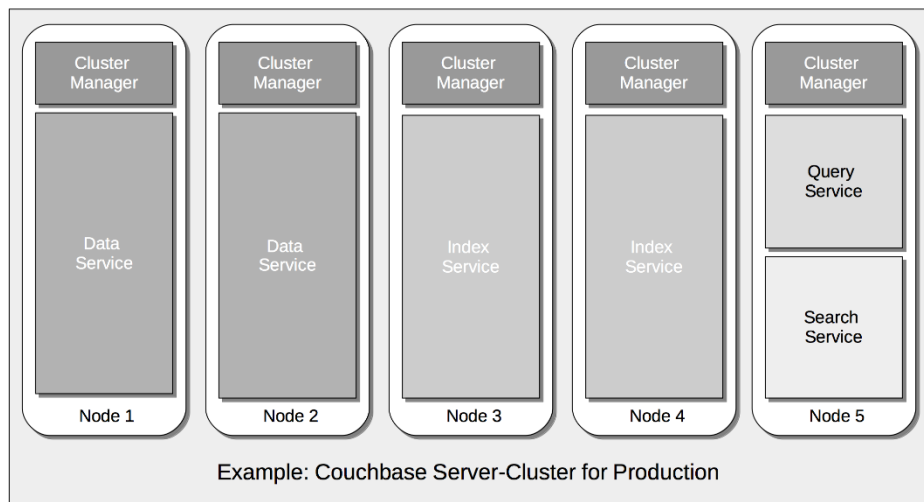 Cluster
Manager
Data
Service
Node 1
Cluster
Manager
Data
Service
Node 2
Cluster
Manager
Index
Service
Node 3
Cluster
Manager
Index
Service
Node 4
Cluster
Manager
Query
Service
Search
Service
Node 5
Example: Couchbase Server-Cluster for Production